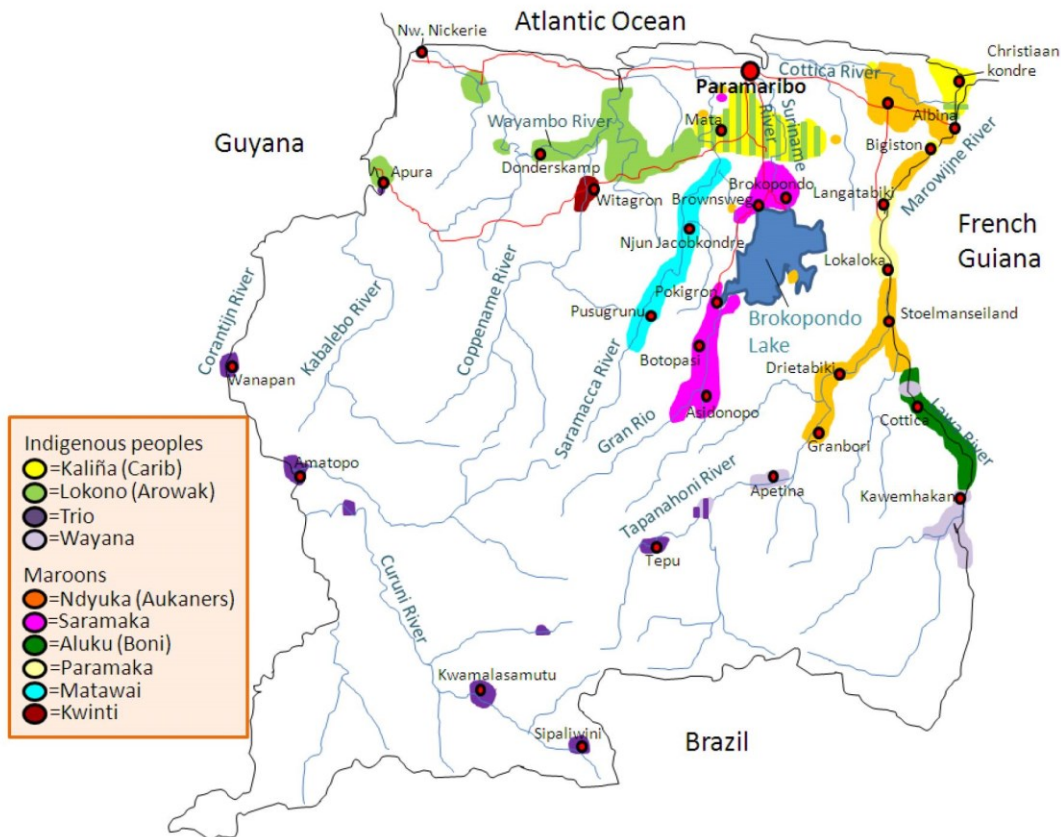 Atlantic Ocean
Nw. Nickerie
Christiaan
kondre
Cottica River
Paramaribo
Suriname
River
Mata
Wayambo River
Albina
Bigiston
Guyana
Donderskamp
Marowijne River
Apura
Witagron
Brokopondo
Brownsweg
Langatabiki
French
Guiana
Njun Jacobkondre
Lokaloka
Corantijn River
Kabalebo River
Coppename River
Pokigron
Pusugrunu
Brokopondo
Lake
Stoelmanseiland
Botopasi
Drietabiki
Wanapan
Saramacca River
Gran Rio
Asidonopo
Cottica
Lawa River
Granbori
Indigenous peoples
=Kaliña (Carib)
=Lokono (Arowak)
=Trio
=Wayana
Maroons
=Ndyuka (Aukaners)
=Saramaka
=Aluku (Boni)
=Paramaka
=Matawai
=Kwinti
Amatopo
Apetina
Kawemhakan
Tapanahoni River
Tepu
Curuni River
Kwamalasamutu
Sipaliwini
Brazil